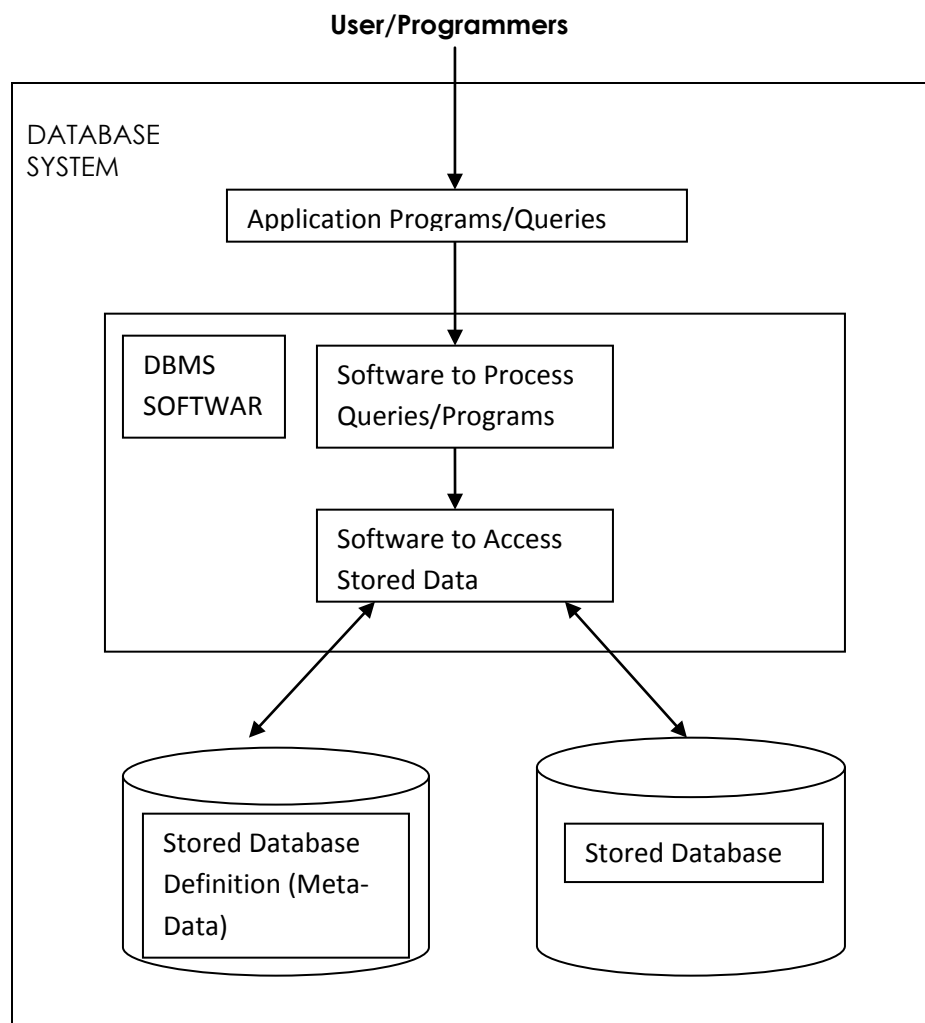 User/Programmers
DATABASE
SYSTEM
Application Programs/Queries
DBMS
SOFTWAR
Software to Process
Queries/Programs
Software to Access
Stored Data
Stored Database
Definition (Meta-
Data)
Stored Database